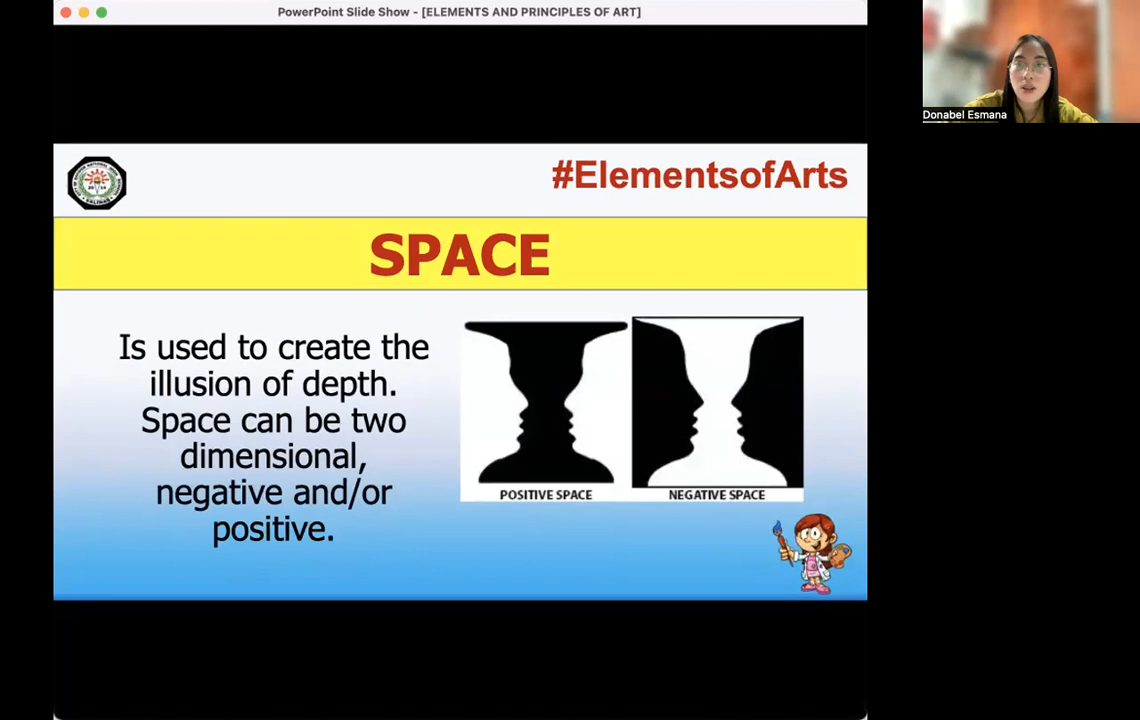 PowerPoint Slide Show - [ELEMENTS AND PRINCIPLES OF ART]
Donabel Esmana
#ElementsofArts
SPACE
Is used to create the
illusion of depth.
Space can be two
dimensional,
negative and/or
positive.
POSITIVE SPACE
NEGATIVE SPACE